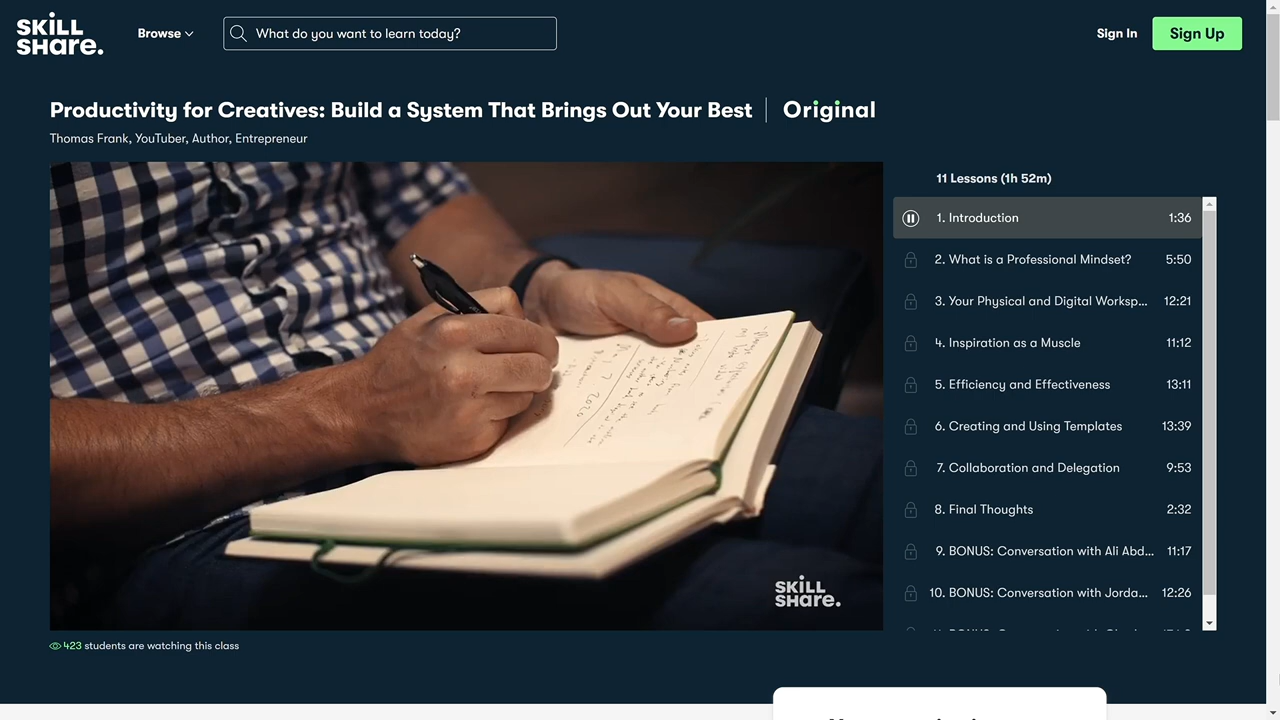 SKILL
SHARE.
Browse
What do you want to learn today?
Sign In
Sign Up
Productivity for Creatives: Build a System That Brings Out Your Best
Original
Thomas Frank, YouTuber, Author, Entrepreneur
11 Lessons (1h 52m)
1. Introduction 1:36
2. What is a Professional Mindset? 5:50
3. Your Physical and Digital Worksp... 12:21
4. Inspiration as a Muscle 11:12
5. Efficiency and Effectiveness 13:11
6. Creating and Using Templates 13:39
7. Collaboration and Delegation 9:53
8. Final Thoughts 2:32
9. BONUS: Conversation with Ali Abd... 11:17
10. BONUS: Conversation with Jorda... 12:26
2020
SKILL
SHARE.
423 students are watching this class